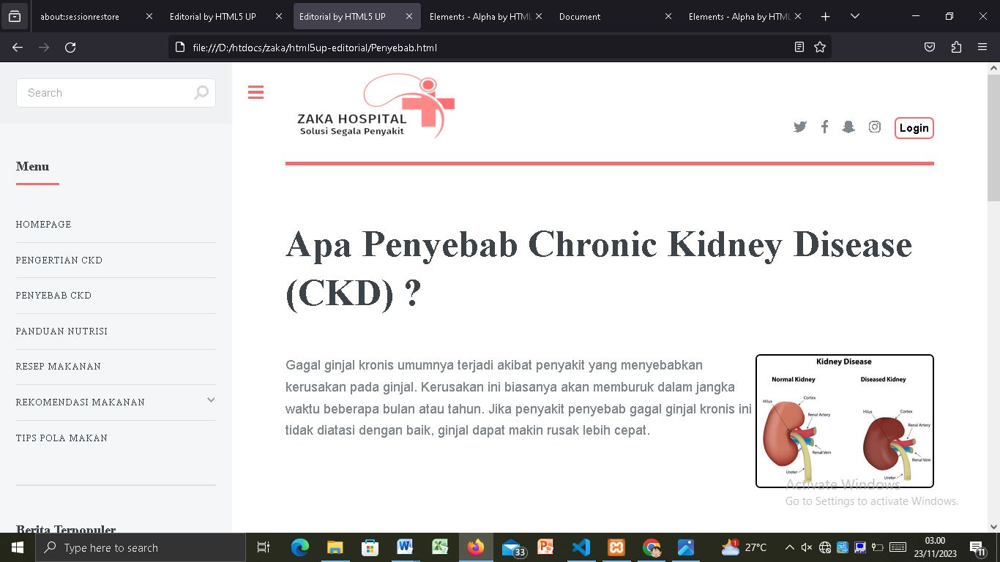 about:sessionrestore
Editorial by HTML5 UP
Editorial by HTML5 UP
Elements - Alpha by HTML
Document
Elements - Alpha by HTML
file:///D:/htdocs/zaka/html5up-editorial/Penyebab.html
Search
ZAKA HOSPITAL
Solusi Segala Penyakit
Login
Menu
HOMEPAGE
PENGERTIAN CKD
PENYEBAB CKD
PANDUAN NUTRISI
RESEP MAKANAN
REKOMENDASI MAKANAN
TIPS POLA MAKAN
Berita Terpopuler
Apa Penyebab Chronic Kidney Disease
(CKD) ?
Gagal ginjal kronis umumnya terjadi akibat penyakit yang menyebabkan
kerusakan pada ginjal. Kerusakan ini biasanya akan memburuk dalam jangka
waktu beberapa bulan atau tahun. Jika penyakit penyebab gagal ginjal kronis ini
tidak diatasi dengan baik, ginjal dapat makin rusak lebih cepat.
Kidney Disease
Normal Kidney
Hilus
Cortex
Renal Artery
Renal Vein
Ureter
Diseased Kidney
Hilus
Cortex
Renal Artery
Renal Vein
Ureter
Activate Windows
Go to Settings to activate Windows.
Type here to search
33
1
27°C
03.00
23/11/2023
11